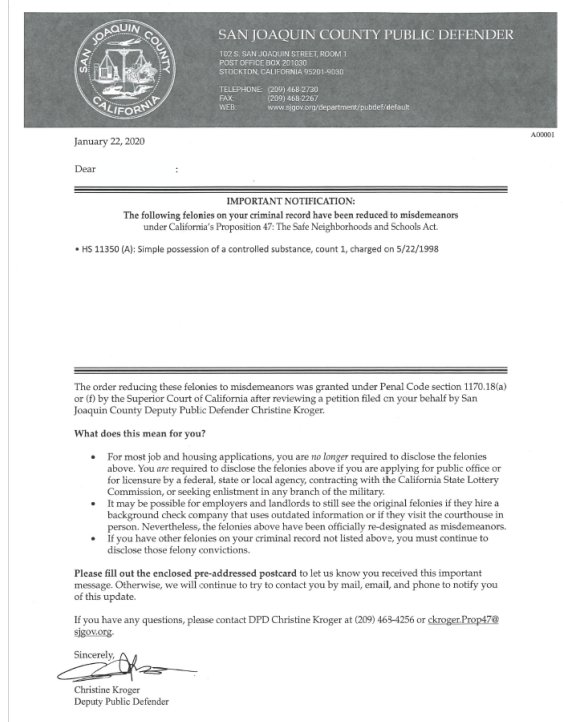 SAN JOAQUIN COUNTY
CALIFORNIA
SAN JOAQUIN COUNTY PUBLIC DEFENDER
102 S. SAN JOAQUIN STREET, ROOM 1
POST OFFICE BOX 201030
STOCKTON, CALIFORNIA 95201-9030
TELEPHONE: (209) 468-2730
FAX: (209) 468-2267
WEB: www.sjgov.org/department/pubdef/default
A00001
January 22, 2020
Dear :
IMPORTANT NOTIFICATION:
The following felonies on your criminal record have been reduced to misdemeanors
under California's Proposition 47: The Safe Neighborhoods and Schools Act.
• HS 11350 (A): Simple possession of a controlled substance, count 1, charged on 5/22/1998
The order reducing these felonies to misdemeanors was granted under Penal Code section 1170.18(a)
or (f) by the Superior Court of California after reviewing a petition filed on your behalf by San
Joaquin County Deputy Public Defender Christine Kroger.
What does this mean for you?
• For most job and housing applications, you are no longer required to disclose the felonies
above. You are required to disclose the felonies above if you are applying for public office or
for licensure by a federal, state or local agency, contracting with the California State Lottery
Commission, or seeking enlistment in any branch of the military.
• It may be possible for employers and landlords to still see the original felonies if they hire a
background check company that uses outdated information or if they visit the courthouse in
person. Nevertheless, the felonies above have been officially re-designated as misdemeanors.
• If you have other felonies on your criminal record not listed above, you must continue to
disclose those felony convictions.
Please fill out the enclosed pre-addressed postcard to let us know you received this important
message. Otherwise, we will continue to try to contact you by mail, email, and phone to notify you
of this update.
If you have any questions, please contact DPD Christine Kroger at (209) 468-4256 or ckroger.Prop47@
sjgov.org.
Sincerely,
Christine Kroger
Deputy Public Defender